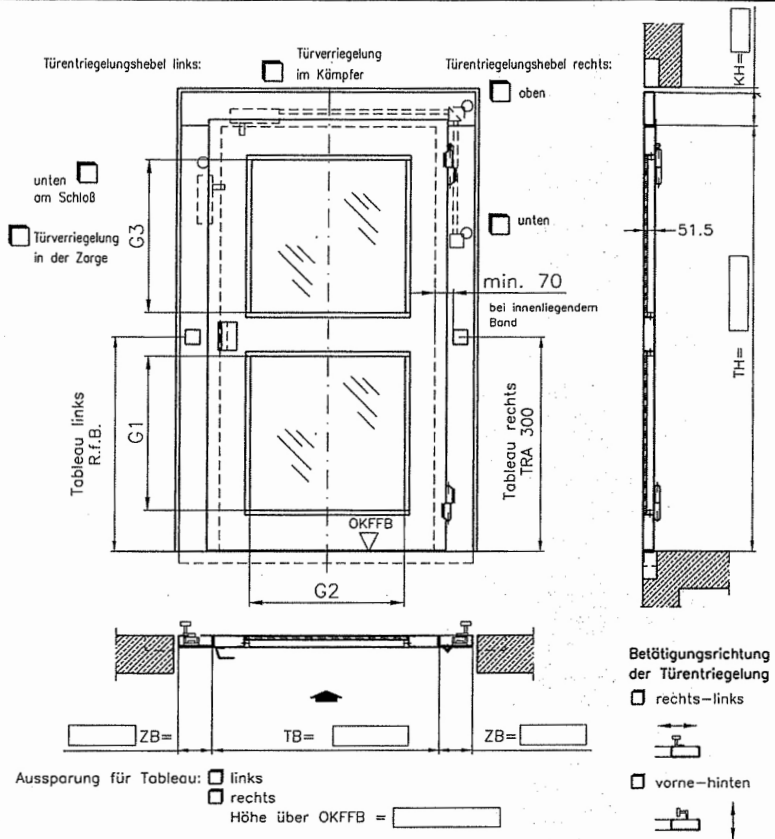 Türentriegelungshebel links:
Türverriegelung
im Kämpfer
Türentriegelungshebel rechts:
oben
KH=
unten
am Schloß
Türverriegelung
in der Zarge
G3
unten
51.5
min. 70
bei innenliegendem
Band
TH=
Tableau links
R.f.B.
G1
Tableau rechts
TRA 300
OKFFB
G2
ZB=
TB=
ZB=
Betätigungsrichtung
der Türentriegelung
rechts-links
vorne-hinten
Aussparung für Tableau:
links
rechts
Höhe über OKFFB =